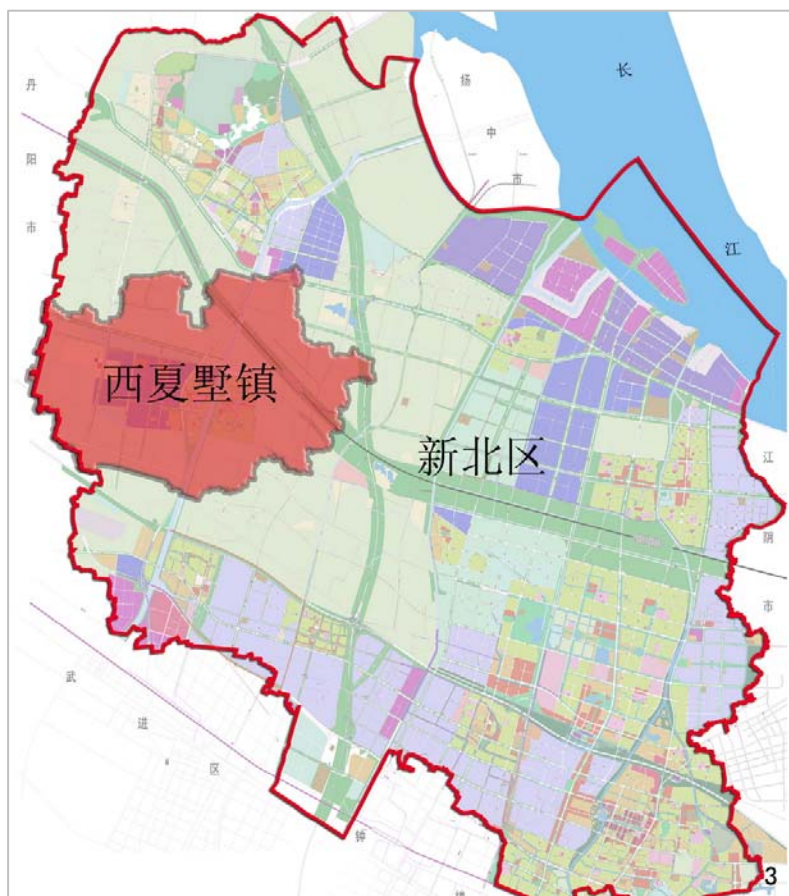 长
江
扬
中
市
丹
阳
市
西夏墅镇
新北区
江
阴
市
武
进
区
钟
楼
3